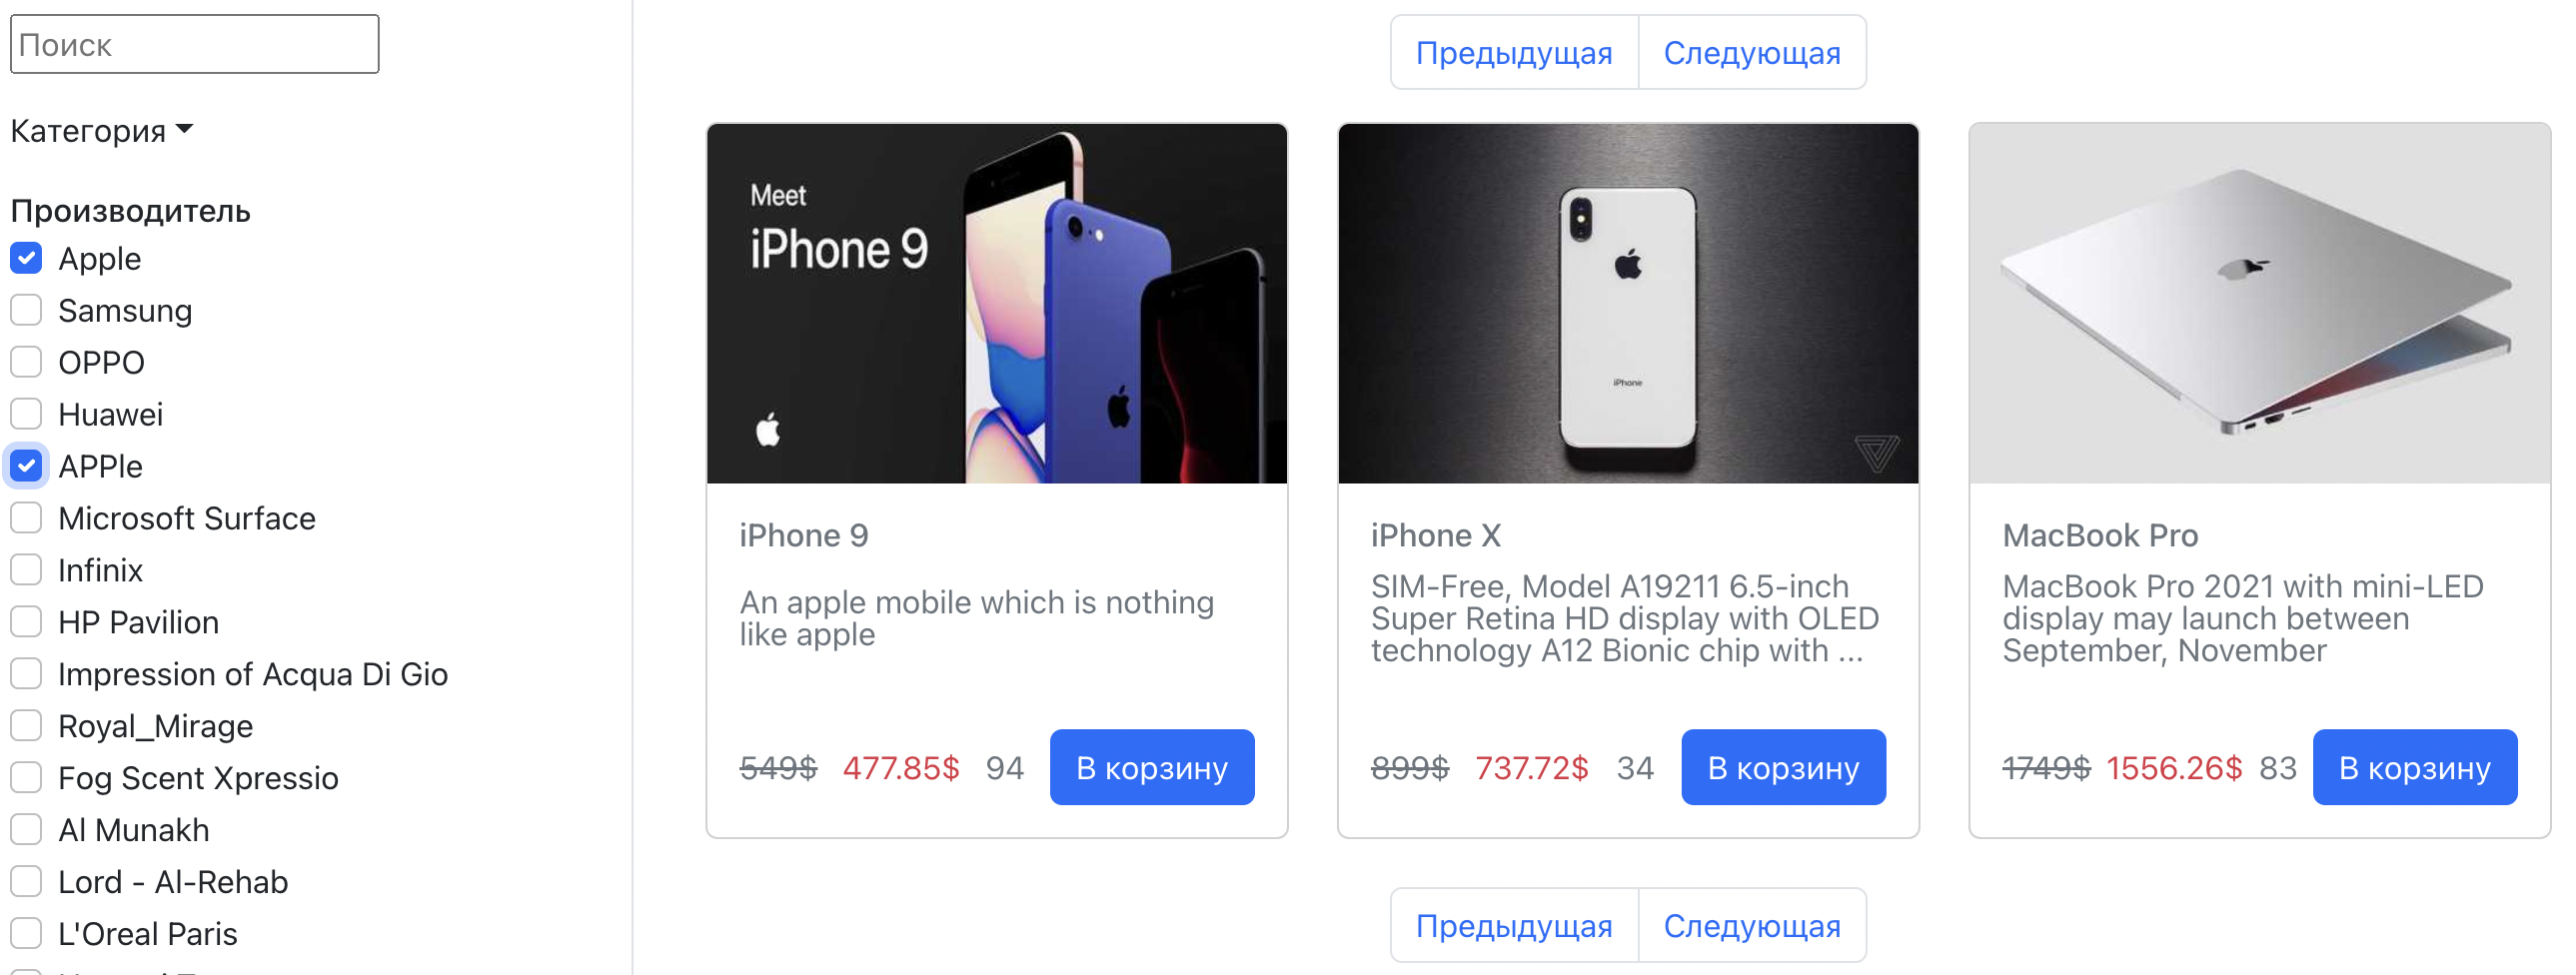 Поиск
Категория
Производитель
Apple
Samsung
OPPO
Huawei
APPle
Microsoft Surface
Infinix
HP Pavilion
Impression of Acqua Di Gio
Royal_Mirage
Fog Scent Xpressio
Al Munakh
Lord - Al-Rehab
L'Oreal Paris
Предыдущая Следующая
Meet
iPhone 9
iPhone 9
An apple mobile which is nothing
like apple
549$ 477.85$ 94 В корзину
iPhone
iPhone X
SIM-Free, Model A19211 6.5-inch
Super Retina HD display with OLED
technology A12 Bionic chip with ...
899$ 737.72$ 34 В корзину
MacBook Pro
MacBook Pro 2021 with mini-LED
display may launch between
September, November
1749$ 1556.26$ 83 В корзину
Предыдущая Следующая